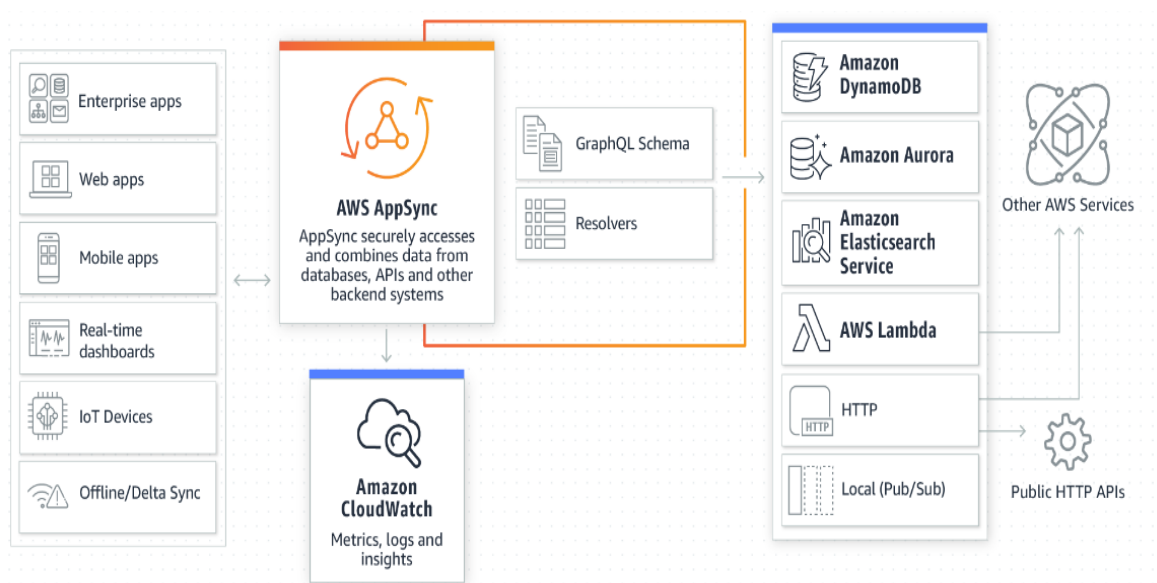 Enterprise apps
Web apps
Mobile apps
Real-time
dashboards
IoT Devices
Offline/Delta Sync
AWS AppSync
AppSync securely accesses
and combines data from
databases, APIs and other
backend systems
Amazon
CloudWatch
Metrics, logs and
insights
GraphQL Schema
Resolvers
Amazon
DynamoDB
Amazon Aurora
Amazon
Elasticsearch
Service
AWS Lambda
HTTP
HTTP
Local (Pub/Sub)
Other AWS Services
Public HTTP APIs